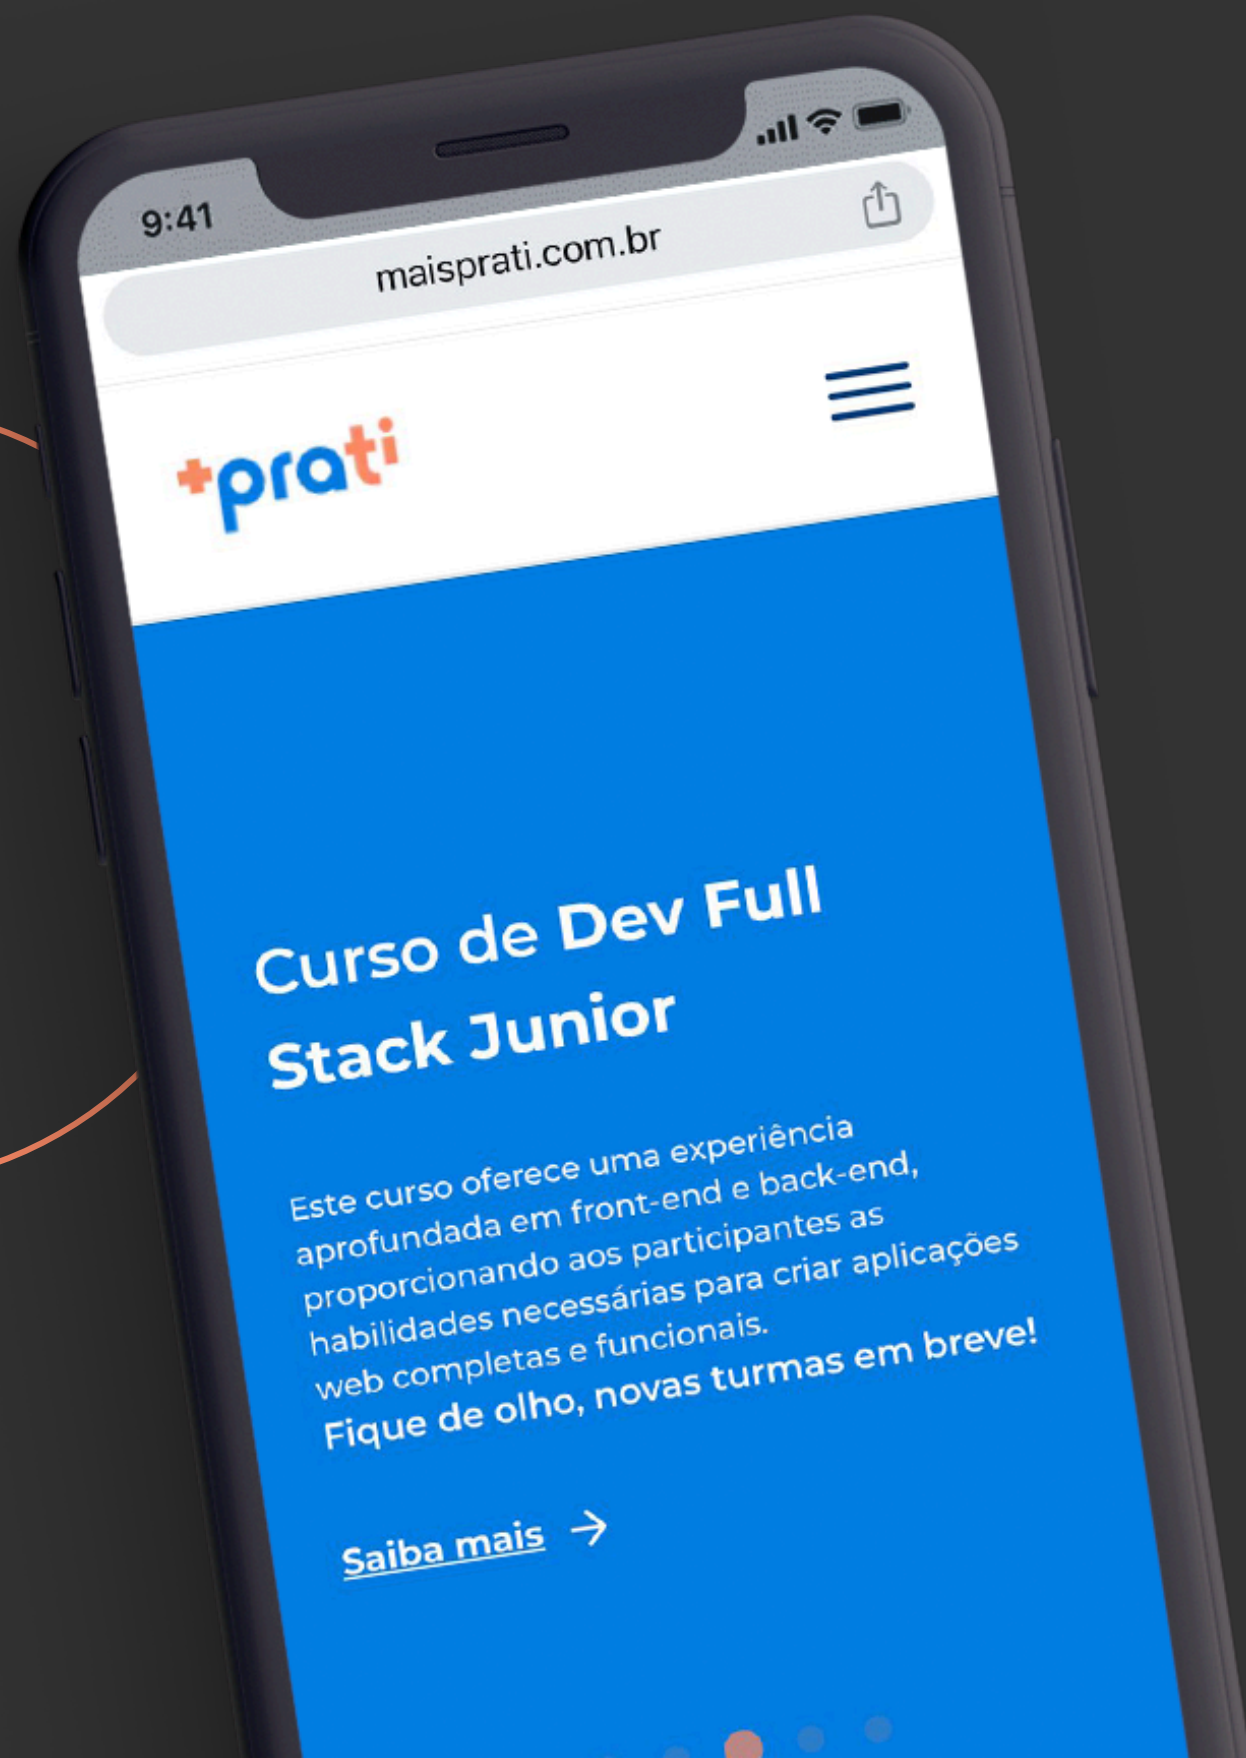 9:41
maisprati.com.br
+prati
Curso de Dev Full
Stack Junior
Este curso oferece uma experiência
aprofundada em front-end e back-end,
proporcionando aos participantes as
habilidades necessárias para criar aplicações
web completas e funcionais.
Fique de olho, novas turmas em breve!
Saiba mais →